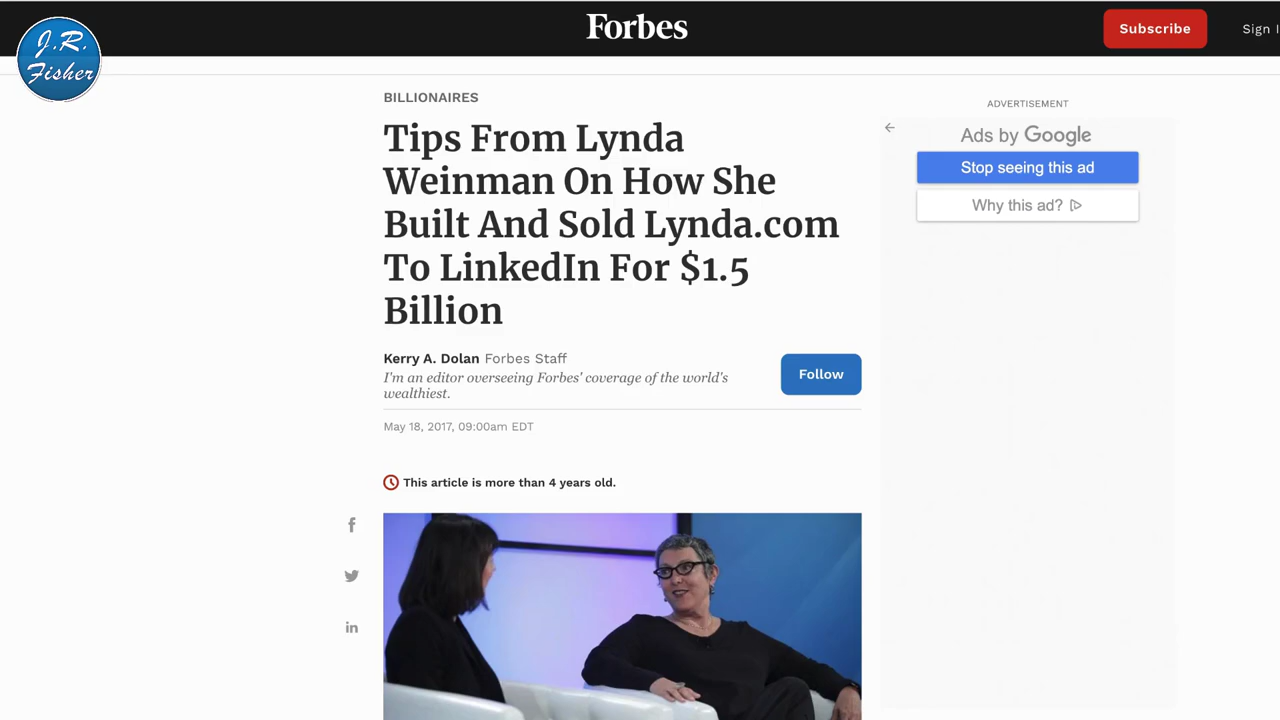 J.R.
Fisher
Forbes
Subscribe
Sign I
BILLIONAIRES
Tips From Lynda
Weinman On How She
Built And Sold Lynda.com
To LinkedIn For $1.5
Billion
Kerry A. Dolan Forbes Staff
I'm an editor overseeing Forbes' coverage of the world's
wealthiest.
Follow
May 18, 2017, 09:00am EDT
This article is more than 4 years old.
ADVERTISEMENT
Ads by Google
Stop seeing this ad
Why this ad?